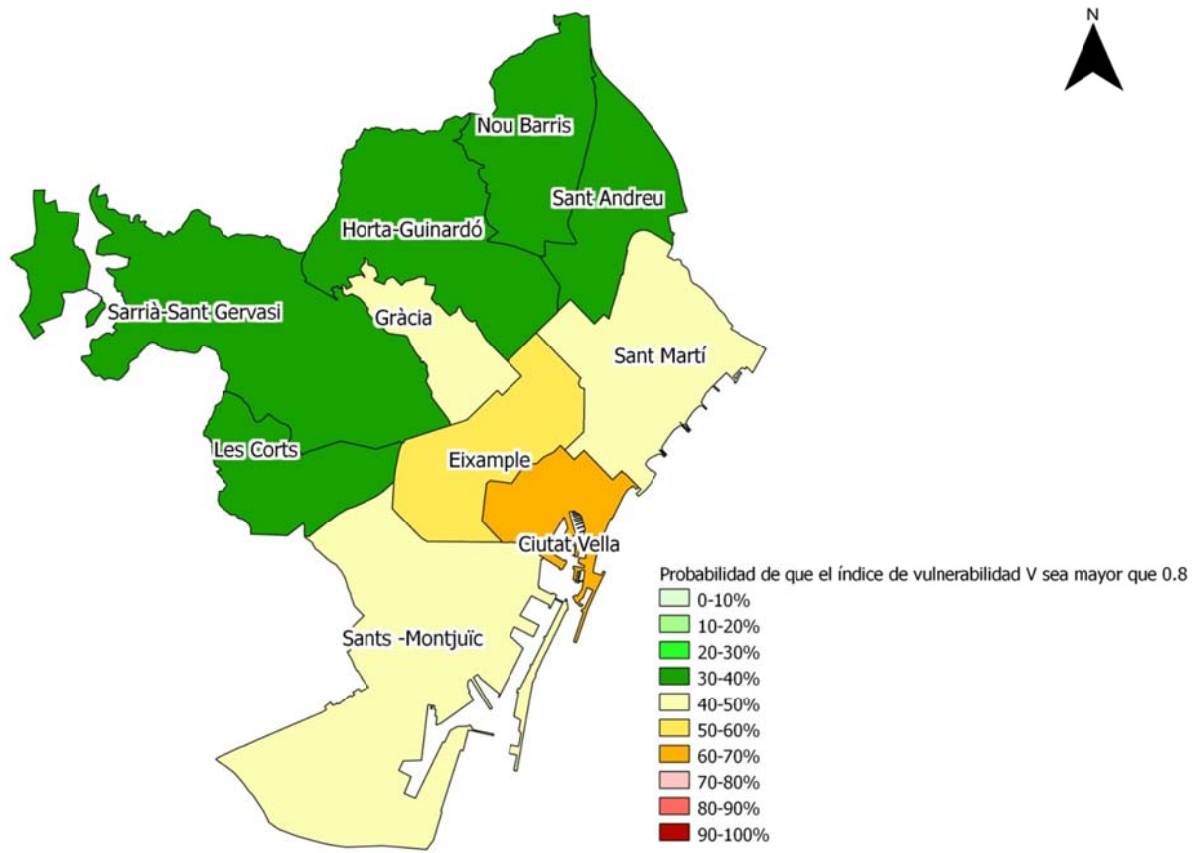 N
Nou Barris
Sant Andreu
Horta-Guinardó
Sarrià-Sant Gervasi
Gràcia
Sant Martí
Les Corts
Eixample
Ciutat Vella
Sants -Montjuïc
Probabilidad de que el índice de vulnerabilidad V sea mayor que 0.8
0-10%
10-20%
20-30%
30-40%
40-50%
50-60%
60-70%
70-80%
80-90%
90-100%